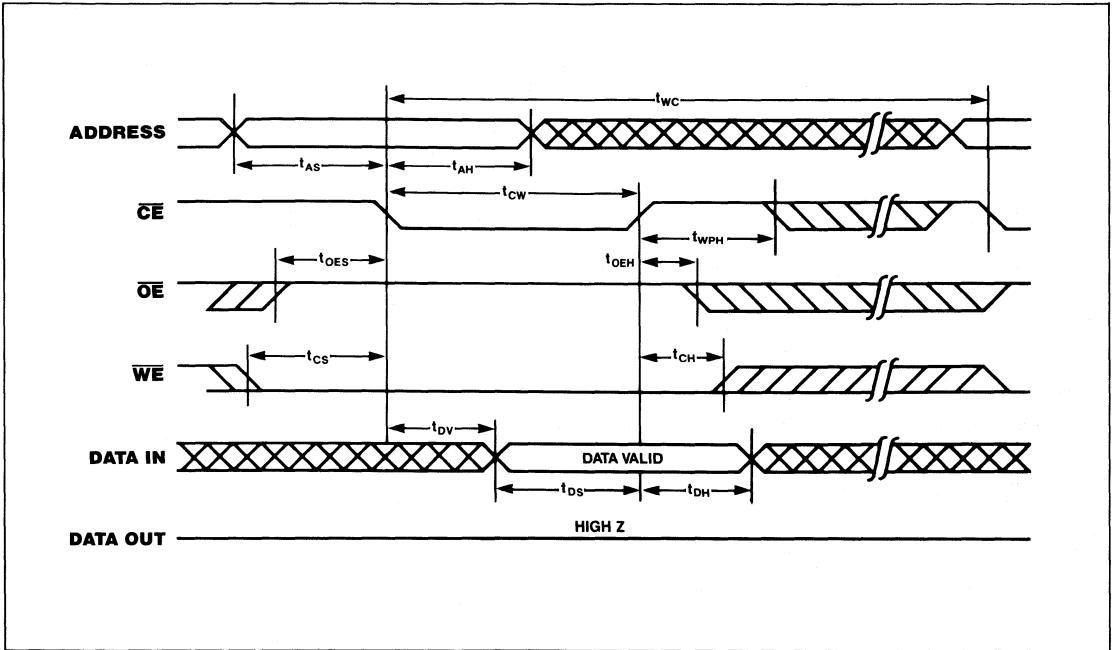 tWC
ADDRESS
tAS
tAH
tCW
CE
tWPH
tOES
tOEH
OE
tCS
tCH
WE
tDV
DATA IN
DATA VALID
tDS
tDH
HIGH Z
DATA OUT